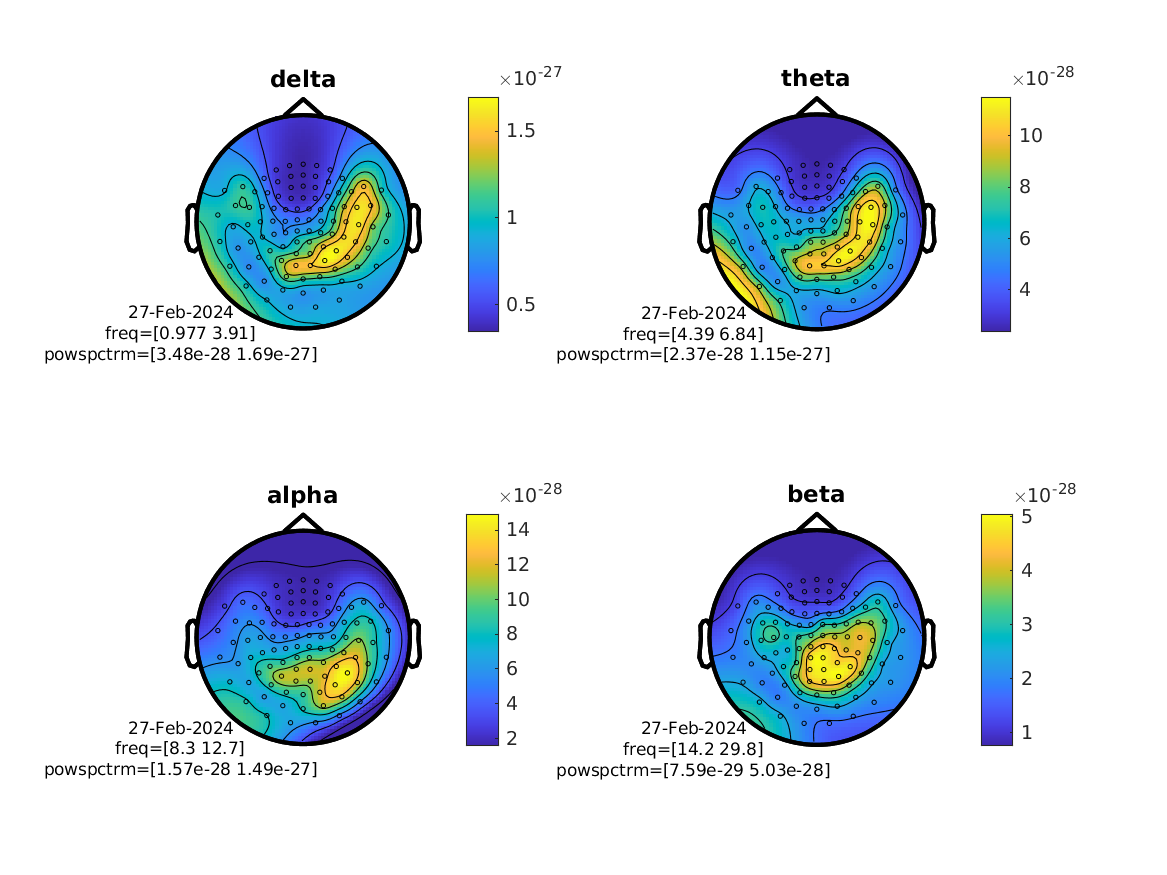 delta
×10-27
1.5
1
0.5
27-Feb-2024
freq=[0.977 3.91]
powspctrm=[3.48e-28 1.69e-27]
theta
×10-28
10
8
6
4
27-Feb-2024
freq=[4.39 6.84]
powspctrm=[2.37e-28 1.15e-27]
alpha
×10-28
14
12
10
8
6
4
2
27-Feb-2024
freq=[8.3 12.7]
powspctrm=[1.57e-28 1.49e-27]
beta
×10-28
5
4
3
2
1
27-Feb-2024
freq=[14.2 29.8]
powspctrm=[7.59e-29 5.03e-28]